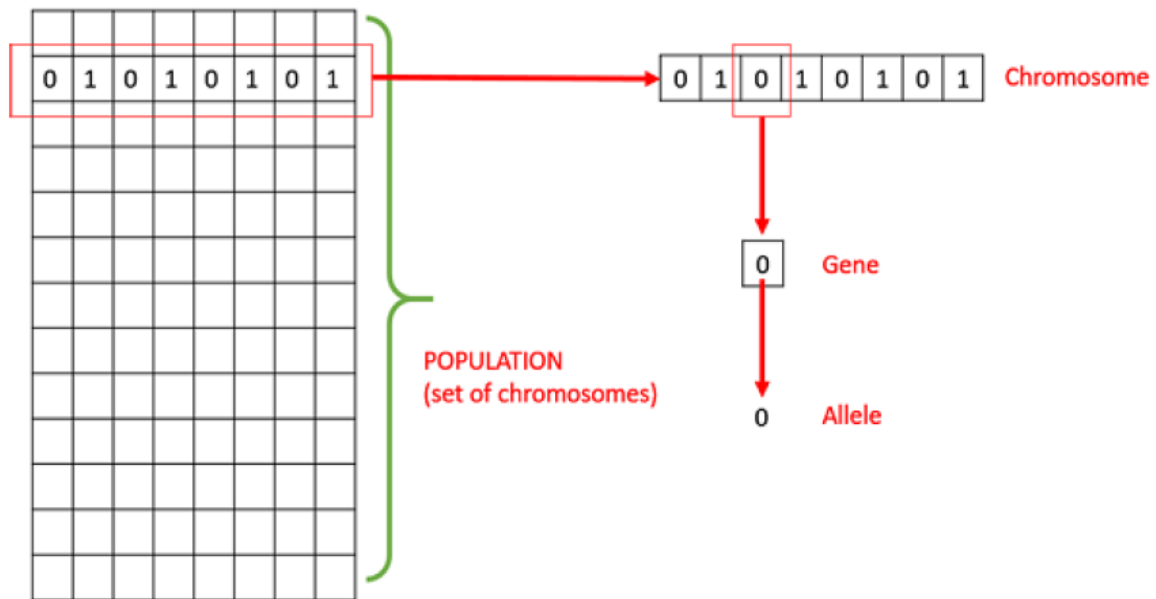 0 1 0 1 0 1 0 1
0 1 0 1 0 1 0 1 Chromosome
0 Gene
POPULATION
(set of chromosomes)
0 Allele